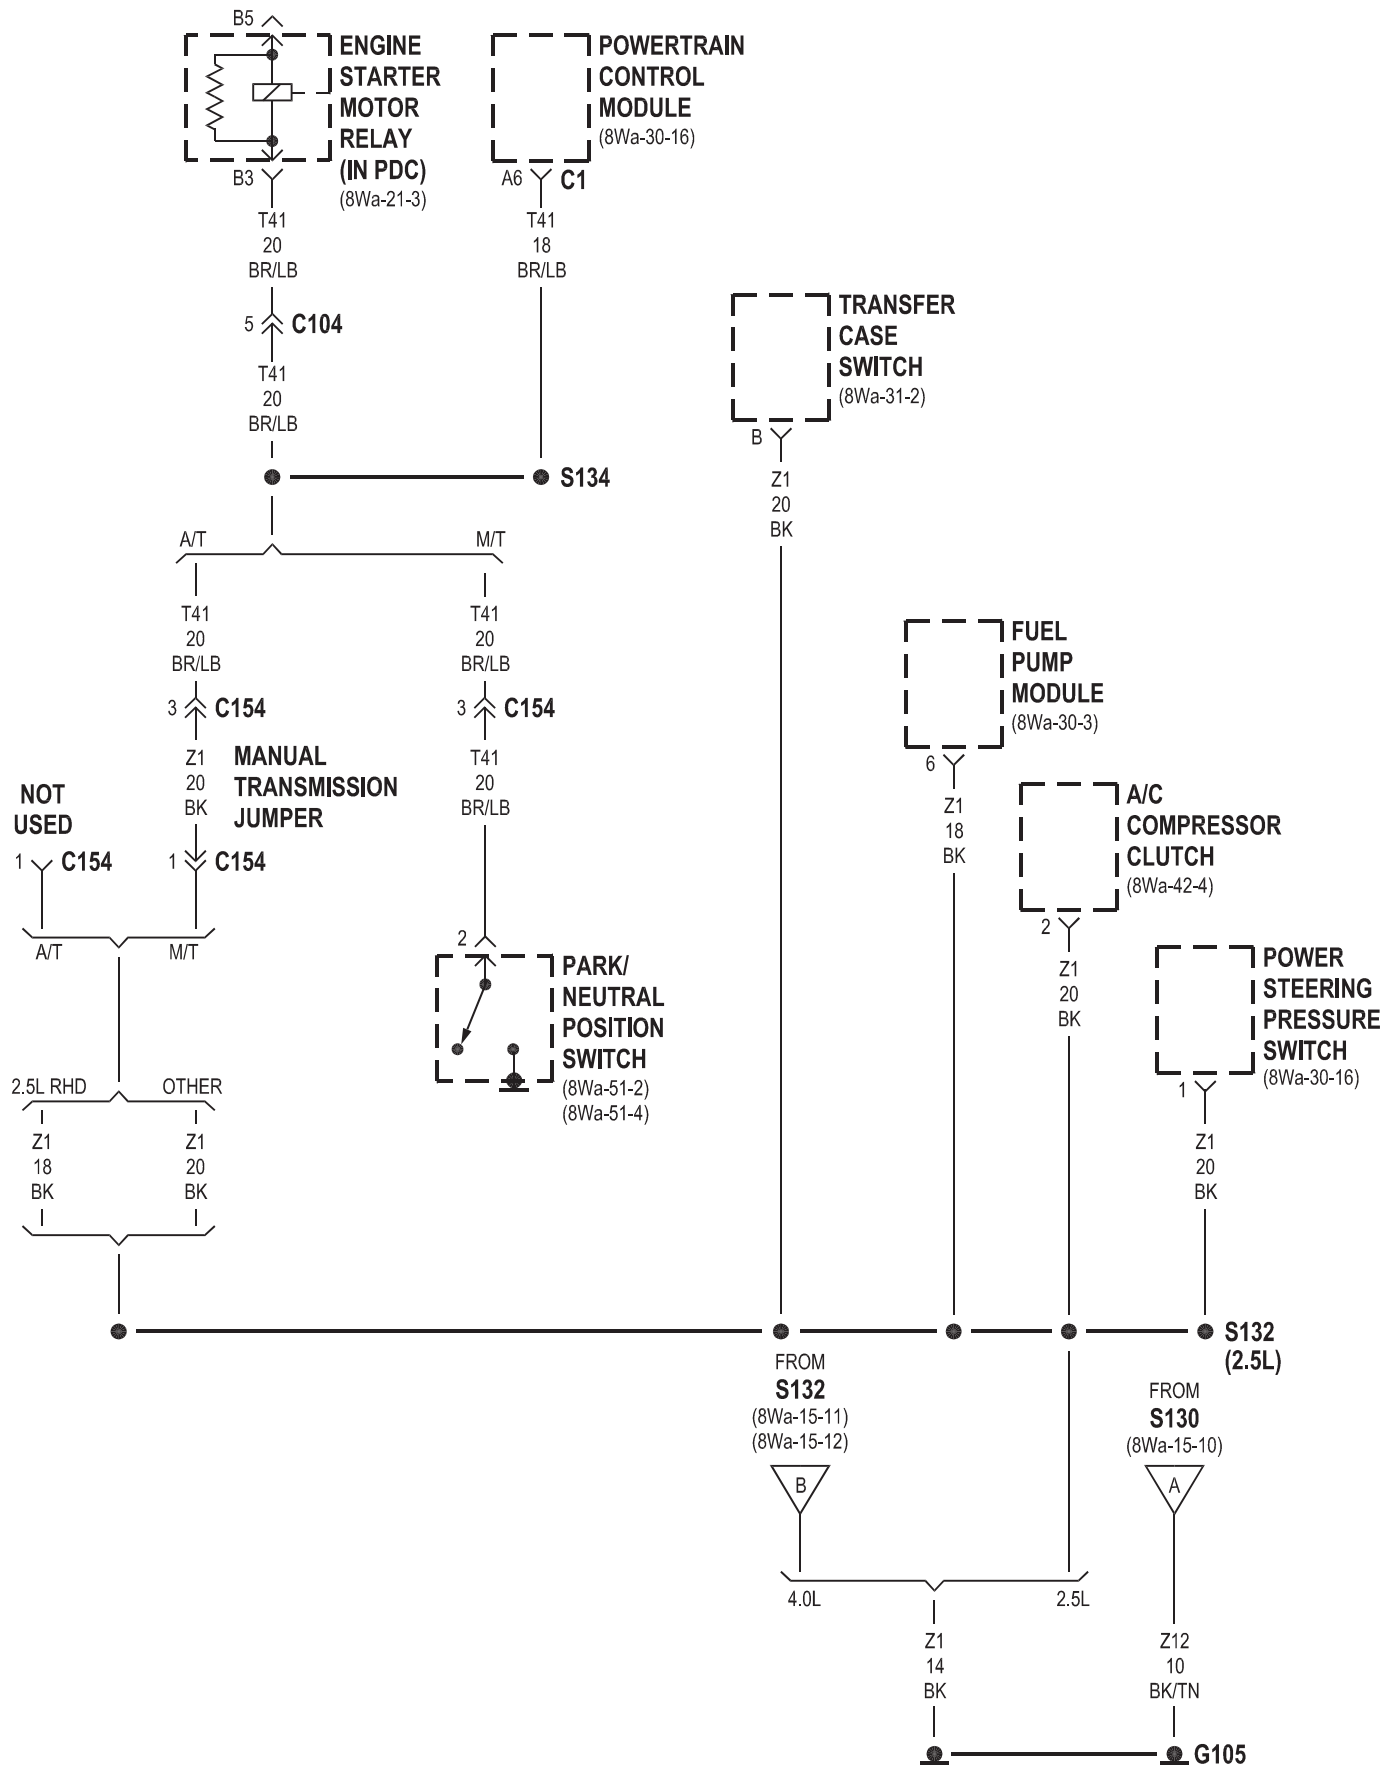 B5
ENGINE
STARTER
MOTOR
RELAY
(IN PDC)
(8Wa-21-3)
B3
T41
20
BR/LB
5
C104
T41
20
BR/LB
POWERTRAIN
CONTROL
MODULE
(8Wa-30-16)
A6
C1
T41
18
BR/LB
S134
TRANSFER
CASE
SWITCH
(8Wa-31-2)
B
Z1
20
BK
A/T
M/T
T41
20
BR/LB
3
C154
Z1
20
BK
MANUAL
TRANSMISSION
JUMPER
T41
20
BR/LB
3
C154
T41
20
BR/LB
NOT
USED
1
C154
1
C154
A/T
M/T
2
PARK/
NEUTRAL
POSITION
SWITCH
(8Wa-51-2)
(8Wa-51-4)
FUEL
PUMP
MODULE
(8Wa-30-3)
6
Z1
18
BK
A/C
COMPRESSOR
CLUTCH
(8Wa-42-4)
2
Z1
20
BK
POWER
STEERING
PRESSURE
SWITCH
(8Wa-30-16)
1
Z1
20
BK
2.5L RHD
OTHER
Z1
18
BK
Z1
20
BK
S132
(2.5L)
FROM
S132
(8Wa-15-11)
(8Wa-15-12)
B
FROM
S130
(8Wa-15-10)
A
4.0L
2.5L
Z1
14
BK
Z12
10
BK/TN
G105